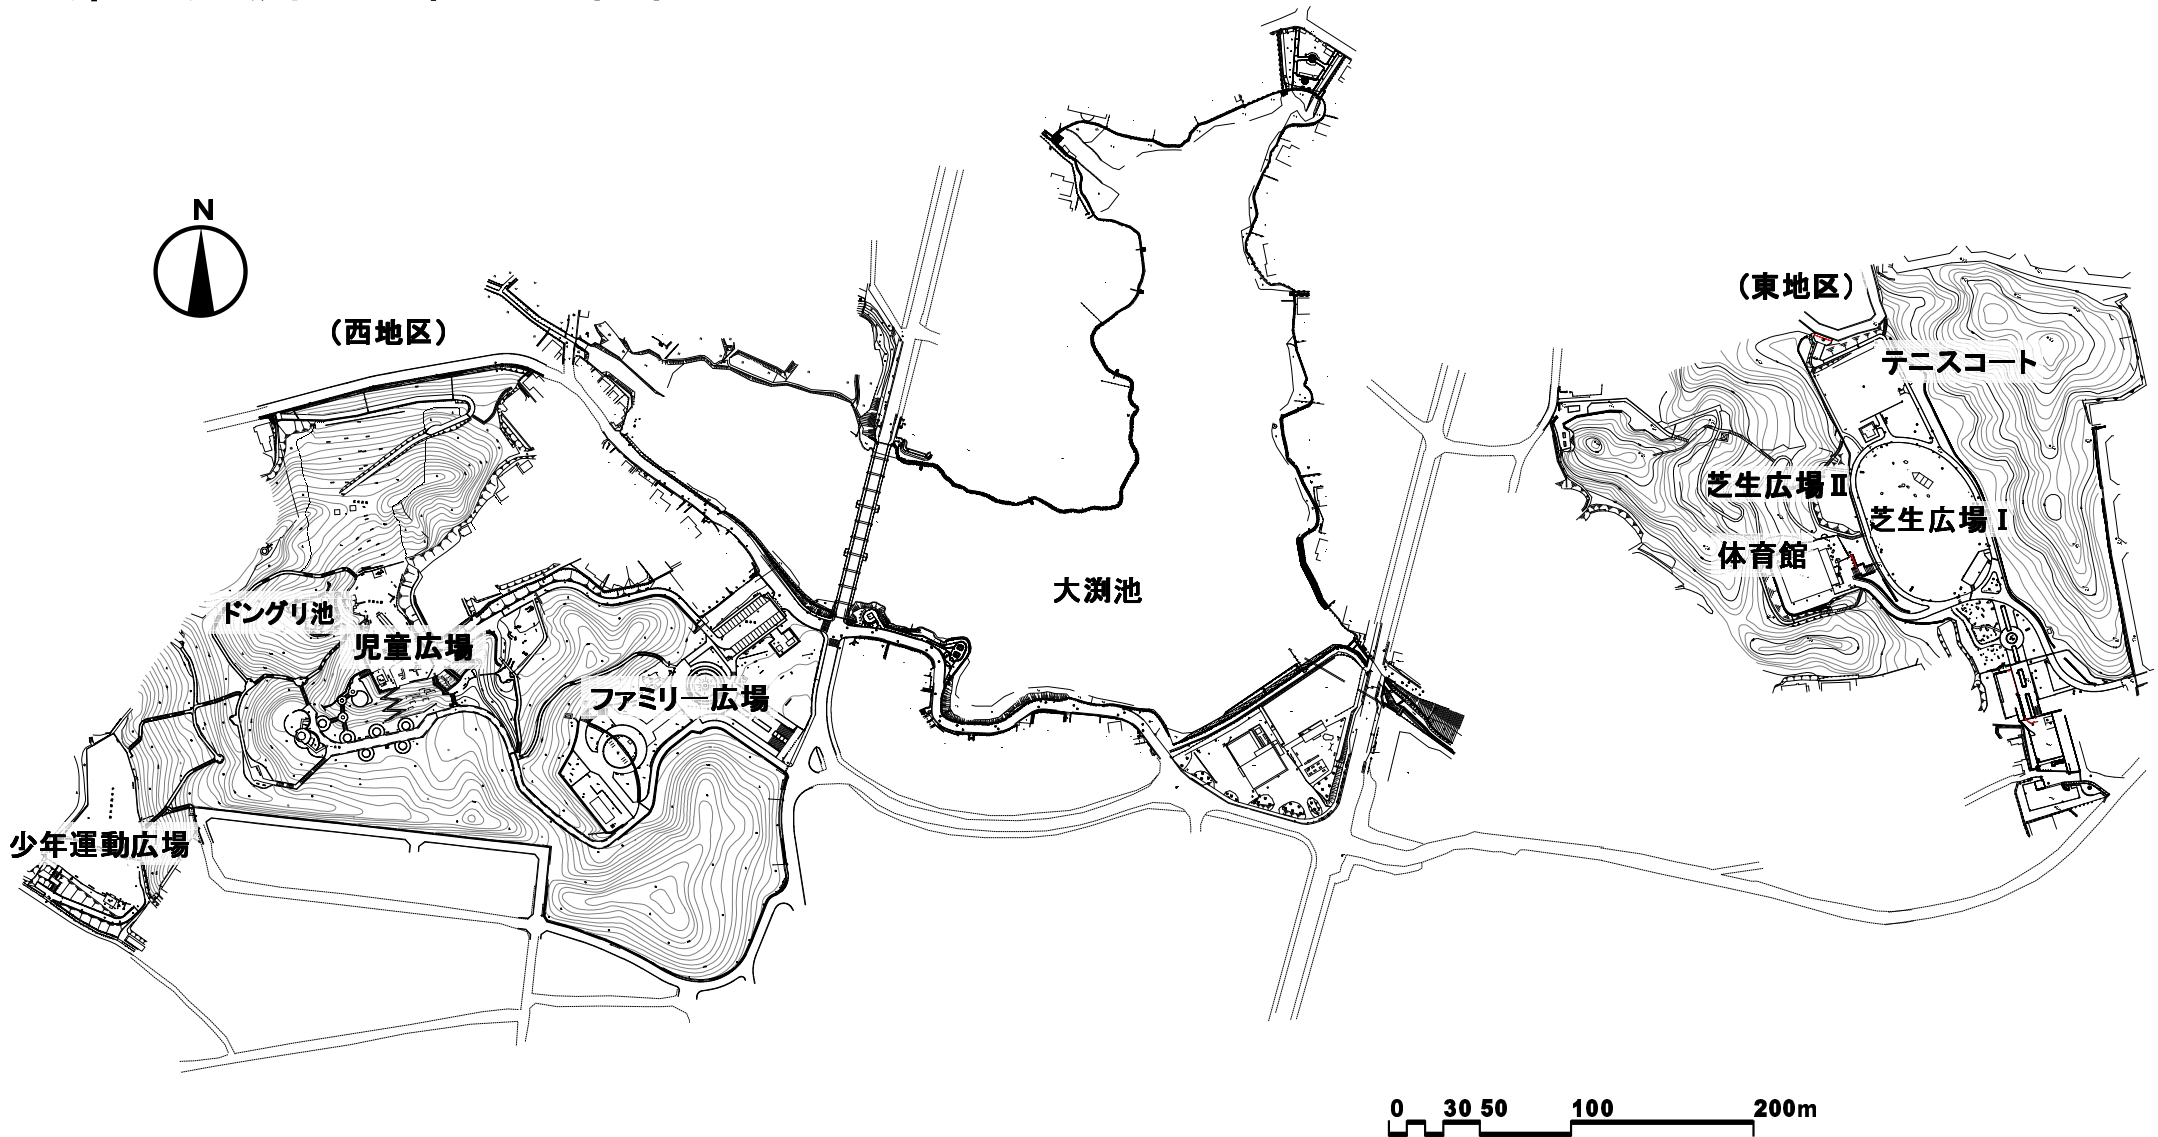 N
（西地区）
（東地区）
テニスコート
芝生広場Ⅱ
芝生広場Ⅰ
体育館
大渕池
ドングリ池
児童広場
ファミリー広場
少年運動広場
0 30 50 100 200m